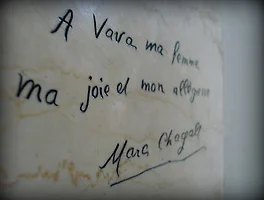 A Vava ma femme
ma joie et mon allégresse
Marc Chagall